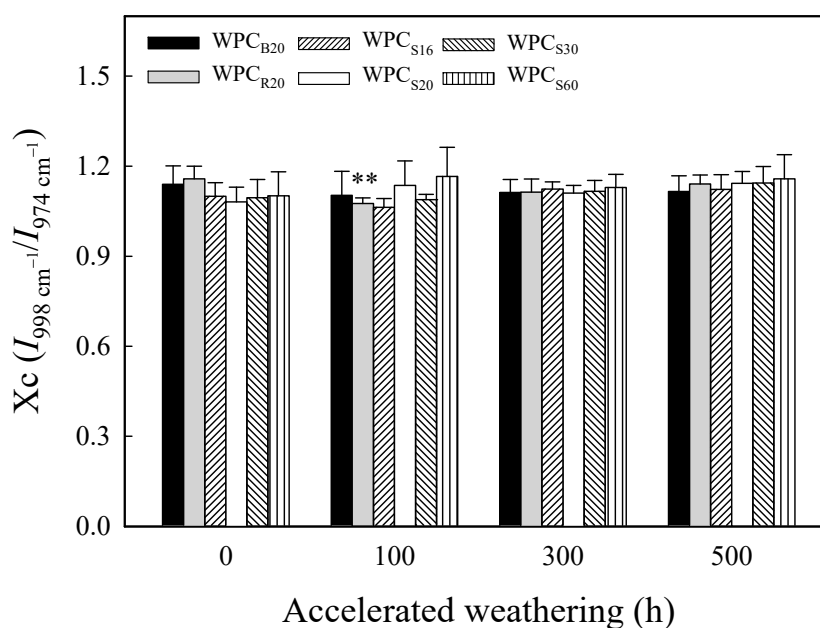 WPC_B20 WPC_S16 WPC_S30
WPC_R20 WPC_S20 WPC_S60
1.5
1.2
0.9
0.6
0.3
0.0
**
0 100 300 500
Xc (I_998 cm⁻¹/I_974 cm⁻¹)
Accelerated weathering (h)